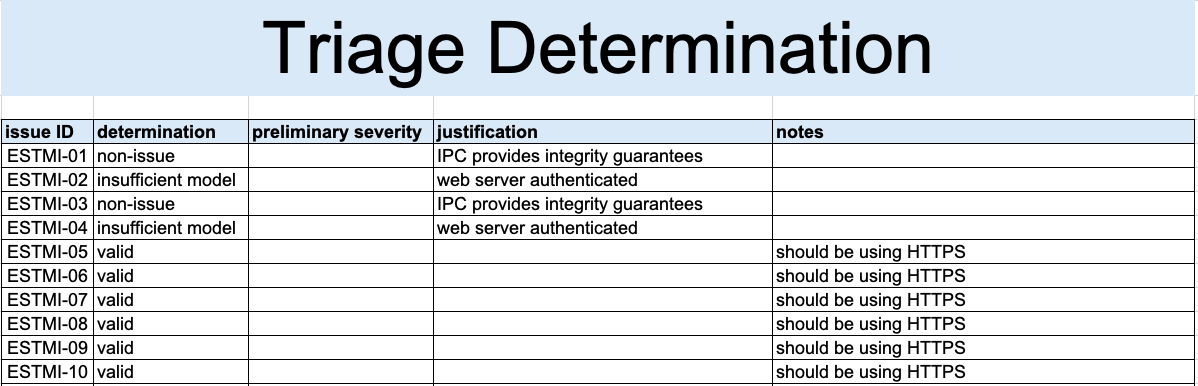 Triage Determination
issue ID determination preliminary severity justification notes
ESTMI-01 non-issue IPC provides integrity guarantees
ESTMI-02 insufficient model web server authenticated
ESTMI-03 non-issue IPC provides integrity guarantees
ESTMI-04 insufficient model web server authenticated
ESTMI-05 valid should be using HTTPS
ESTMI-06 valid should be using HTTPS
ESTMI-07 valid should be using HTTPS
ESTMI-08 valid should be using HTTPS
ESTMI-09 valid should be using HTTPS
ESTMI-10 valid should be using HTTPS